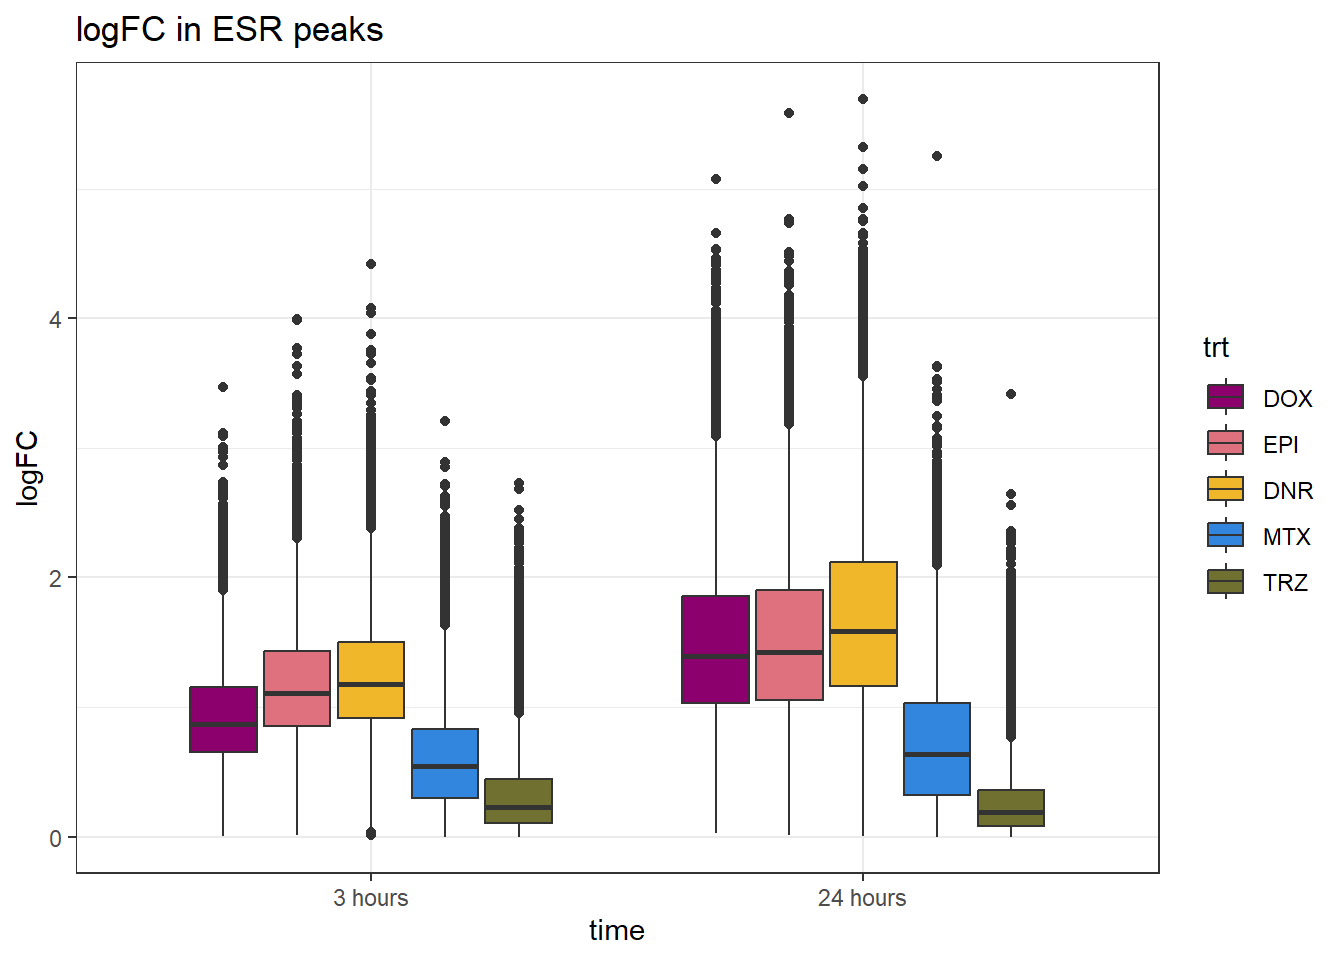 logFC in ESR peaks
logFC
4
2
0
3 hours
24 hours
time
trt
DOX
EPI
DNR
MTX
TRZ